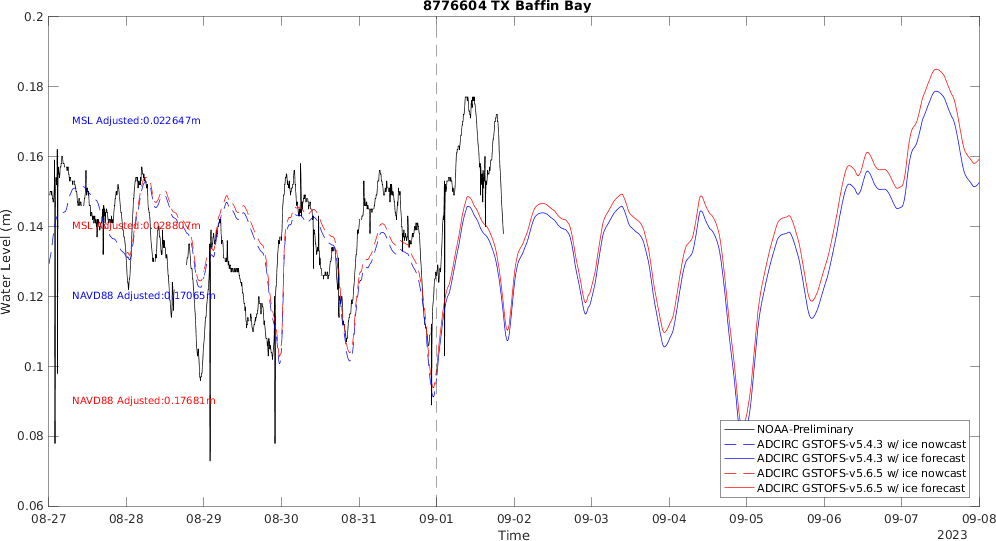 8776604 TX Baffin Bay
0.2
0.18
0.16
0.14
0.12
0.1
0.08
0.06
Water Level (m)
MSL Adjusted:0.022647m
MSL Adjusted:0.028807m
NAVD88 Adjusted:0.17065m
NAVD88 Adjusted:0.17681m
NOAA-Preliminary
ADCIRC GSTOFS-v5.4.3 w/ ice nowcast
ADCIRC GSTOFS-v5.4.3 w/ ice forecast
ADCIRC GSTOFS-v5.6.5 w/ ice nowcast
ADCIRC GSTOFS-v5.6.5 w/ ice forecast
08-27 08-28 08-29 08-30 08-31 09-01 09-02 09-03 09-04 09-05 09-06 09-07 09-08
Time
2023